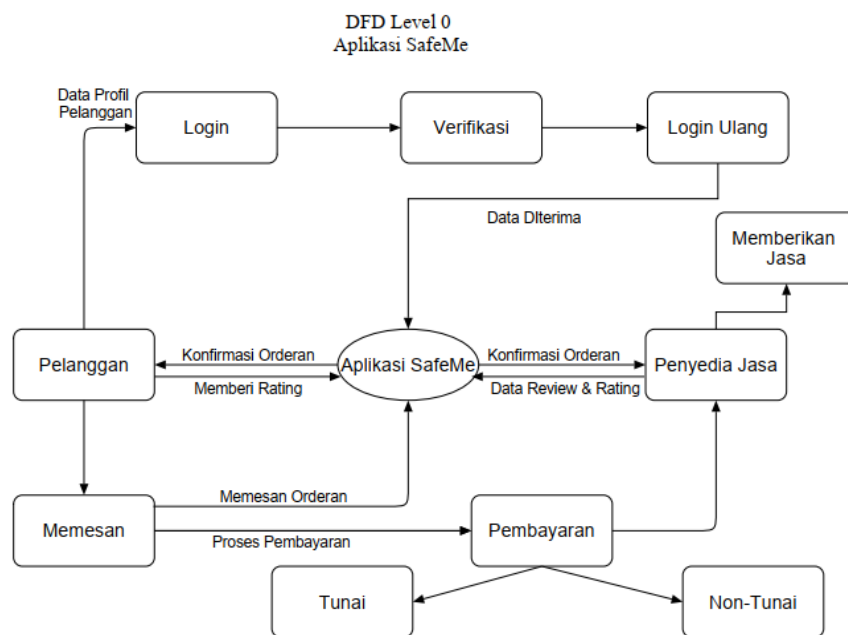 DFD Level 0
Aplikasi SafeMe
Data Profil
Pelanggan
Login
Verifikasi
Login Ulang
Data DIterima
Memberikan
Jasa
Pelanggan
Konfirmasi Orderan
Memberi Rating
Aplikasi SafeMe
Konfirmasi Orderan
Data Review & Rating
Penyedia Jasa
Memesan
Memesan Orderan
Proses Pembayaran
Pembayaran
Tunai
Non-Tunai